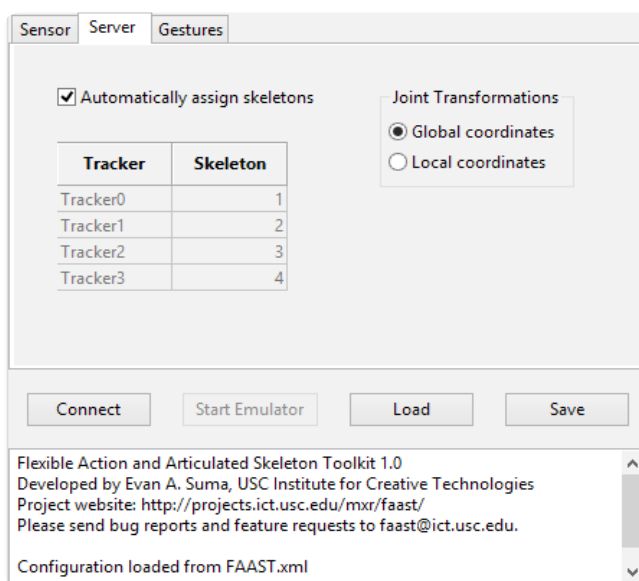 Sensor Server Gestures
Automatically assign skeletons
Joint Transformations
Global coordinates
Local coordinates
Tracker Skeleton
Tracker0 1
Tracker1 2
Tracker2 3
Tracker3 4
Connect Start Emulator Load Save
Flexible Action and Articulated Skeleton Toolkit 1.0
Developed by Evan A. Suma, USC Institute for Creative Technologies
Project website: http://projects.ict.usc.edu/mxr/faast/
Please send bug reports and feature requests to faast@ict.usc.edu.
Configuration loaded from FAAST.xml